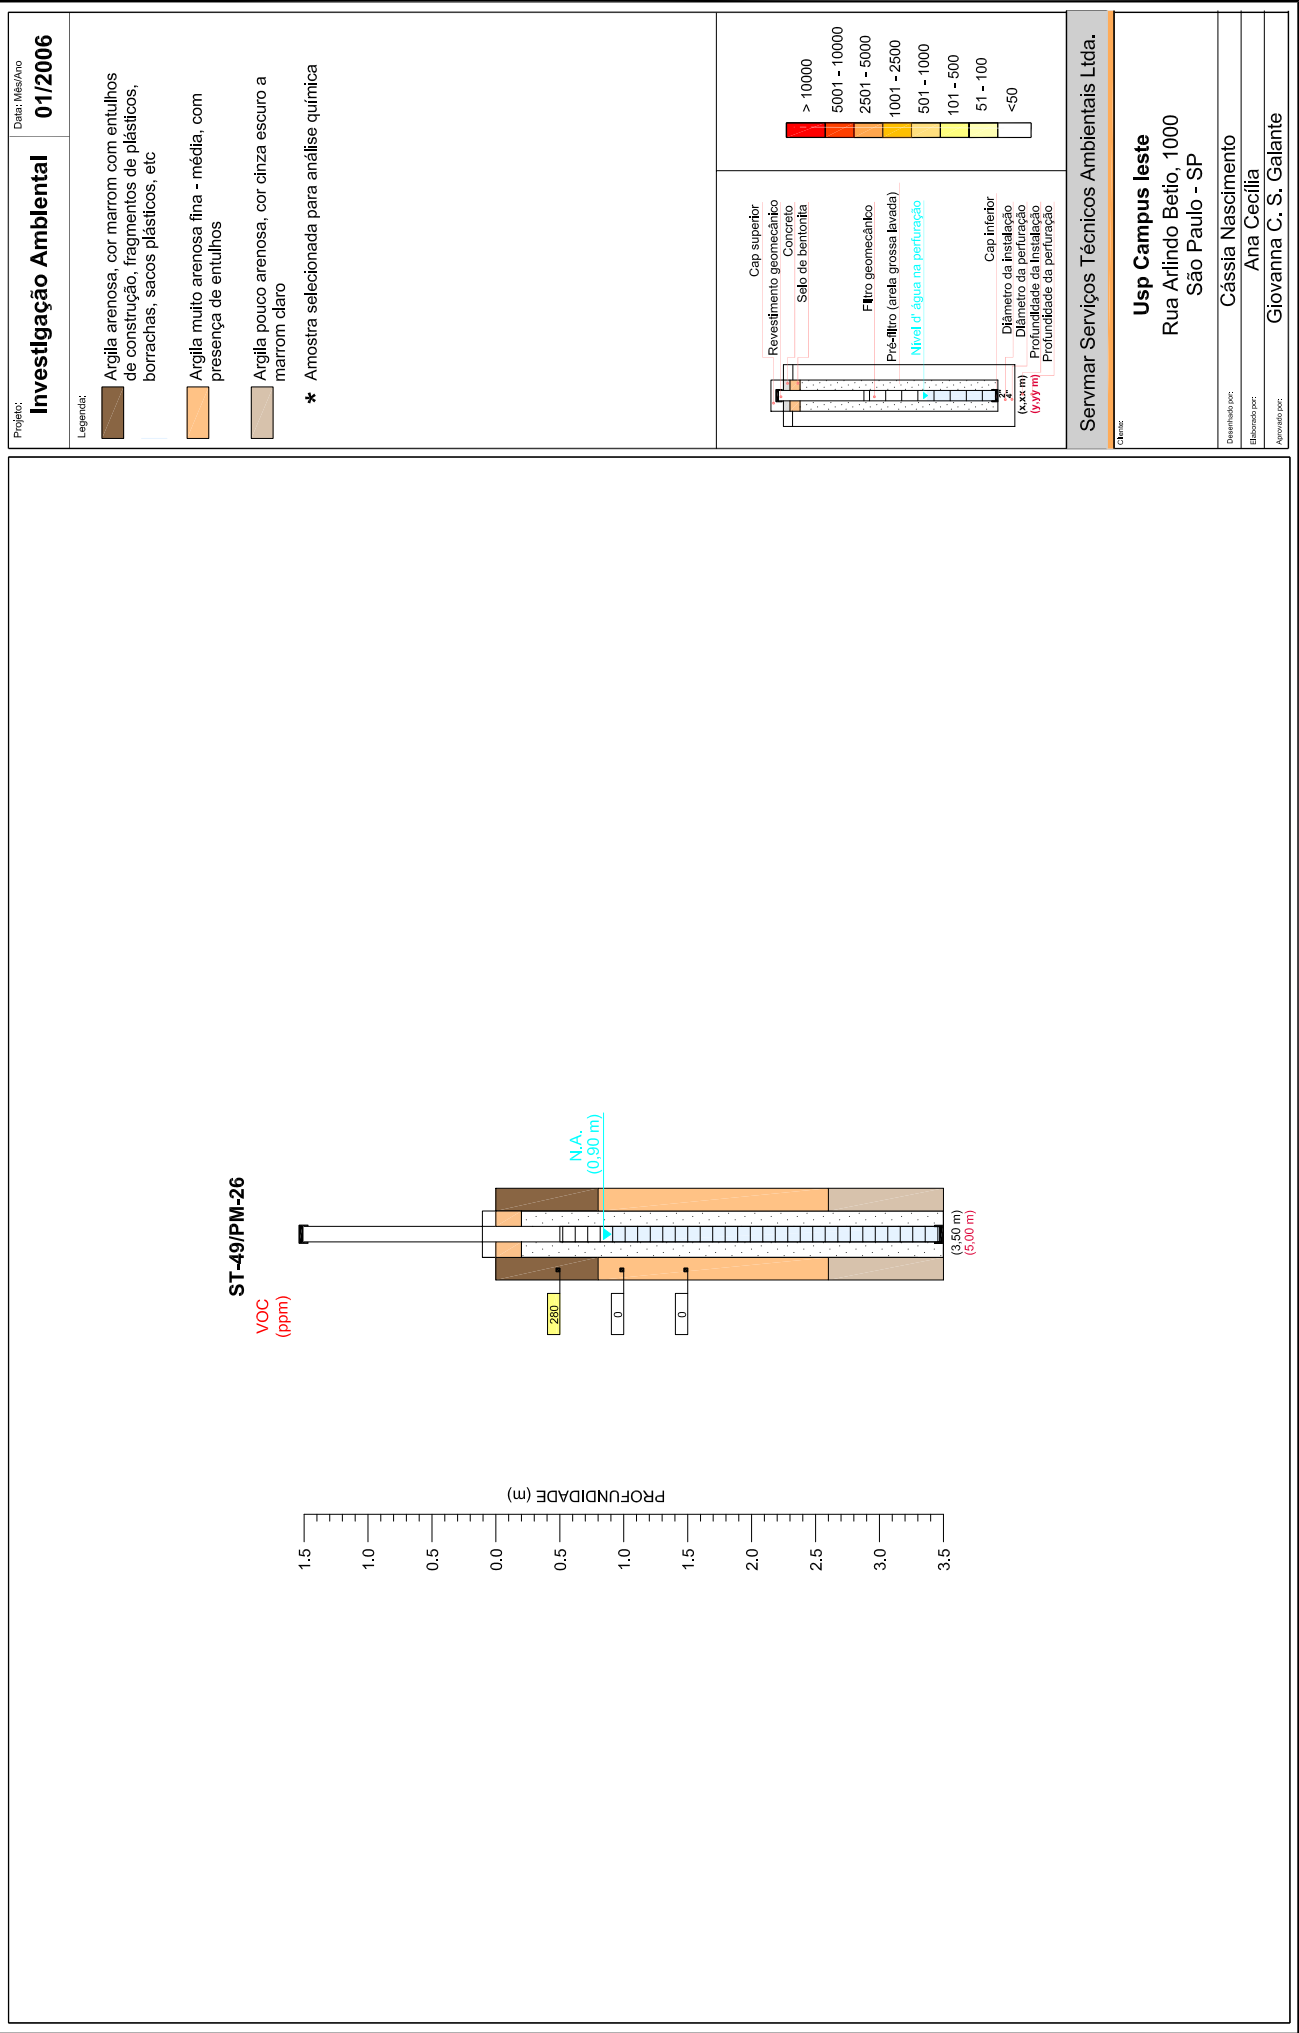 Projeto:
Investigação Ambiental
Data: Mês/Ano
01/2006
Legenda:
Argila arenosa, cor marrom com entulhos
de construção, fragmentos de plásticos,
borrachas, sacos plásticos, etc
Argila muito arenosa fina - média, com
presença de entulhos
Argila pouco arenosa, cor cinza escuro a
marrom claro
* Amostra selecionada para análise química
Cap superior
Revestimento geomecânico
Concreto
Selo de bentonita
Filtro geomecânico
Pré-filtro (areia grossa lavada)
Nível d' água na perfuração
Cap inferior
Diâmetro da instalação
Diâmetro da perfuração
Profundidade da Instalação
Profundidade da perfuração
2"
4"
(x,xx m)
(y,yy m)
> 10000
5001 - 10000
2501 - 5000
1001 - 2500
501 - 1000
101 - 500
51 - 100
<50
Servmar Serviços Técnicos Ambientais Ltda.
Cliente:
Usp Campus leste
Rua Arlindo Betio, 1000
São Paulo - SP
Desenhado por:
Cássia Nascimento
Elaborado por:
Ana Cecília
Aprovado por:
Giovanna C. S. Galante
ST-49/PM-26
VOC
(ppm)
280
0
0
N.A.
(0,90 m)
(3,50 m)
(5,00 m)
PROFUNDIDADE (m)
1.5
1.0
0.5
0.0
0.5
1.0
1.5
2.0
2.5
3.0
3.5